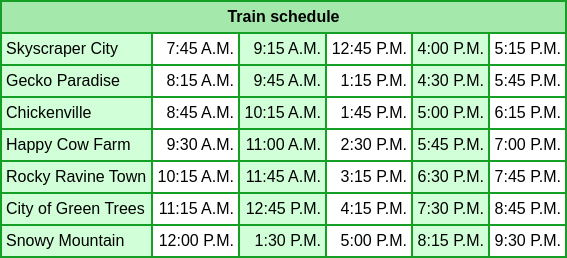 Train schedule
Skyscraper City 7:45 A.M. 9:15 A.M. 12:45 P.M. 4:00 P.M. 5:15 P.M.
Gecko Paradise 8:15 A.M. 9:45 A.M. 1:15 P.M. 4:30 P.M. 5:45 P.M.
Chickenville 8:45 A.M. 10:15 A.M. 1:45 P.M. 5:00 P.M. 6:15 P.M.
Happy Cow Farm 9:30 A.M. 11:00 A.M. 2:30 P.M. 5:45 P.M. 7:00 P.M.
Rocky Ravine Town 10:15 A.M. 11:45 A.M. 3:15 P.M. 6:30 P.M. 7:45 P.M.
City of Green Trees 11:15 A.M. 12:45 P.M. 4:15 P.M. 7:30 P.M. 8:45 P.M.
Snowy Mountain 12:00 P.M. 1:30 P.M. 5:00 P.M. 8:15 P.M. 9:30 P.M.